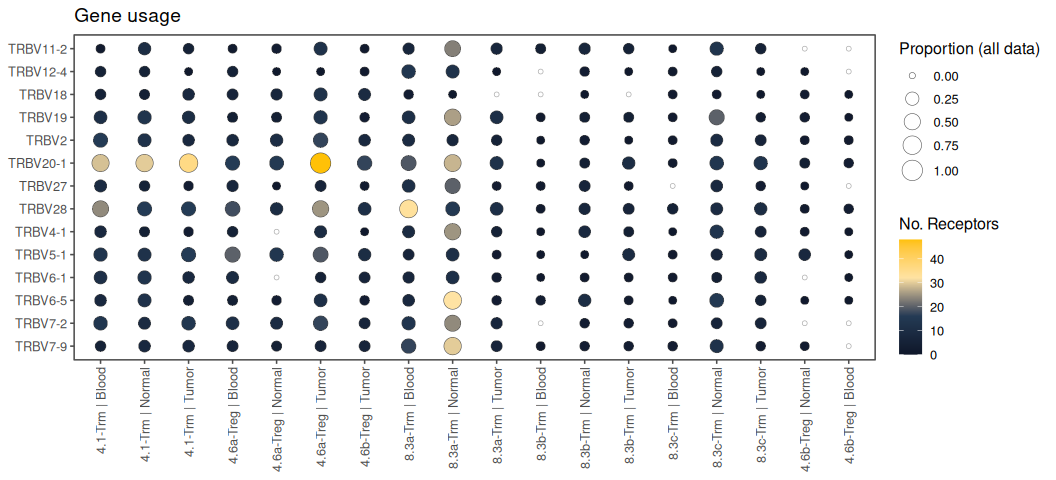 Gene usage
TRBV11-2
TRBV12-4
TRBV18
TRBV19
TRBV2
TRBV20-1
TRBV27
TRBV28
TRBV4-1
TRBV5-1
TRBV6-1
TRBV6-5
TRBV7-2
TRBV7-9
4.1-Trm | Blood
4.1-Trm | Normal
4.1-Trm | Tumor
4.6a-Treg | Blood
4.6a-Treg | Normal
4.6a-Treg | Tumor
4.6b-Treg | Tumor
8.3a-Trm | Blood
8.3a-Trm | Normal
8.3a-Trm | Tumor
8.3b-Trm | Blood
8.3b-Trm | Normal
8.3b-Trm | Tumor
8.3c-Trm | Blood
8.3c-Trm | Normal
8.3c-Trm | Tumor
4.6b-Treg | Normal
4.6b-Treg | Blood
Proportion (all data)
0.00
0.25
0.50
0.75
1.00
No. Receptors
40
30
20
10
0